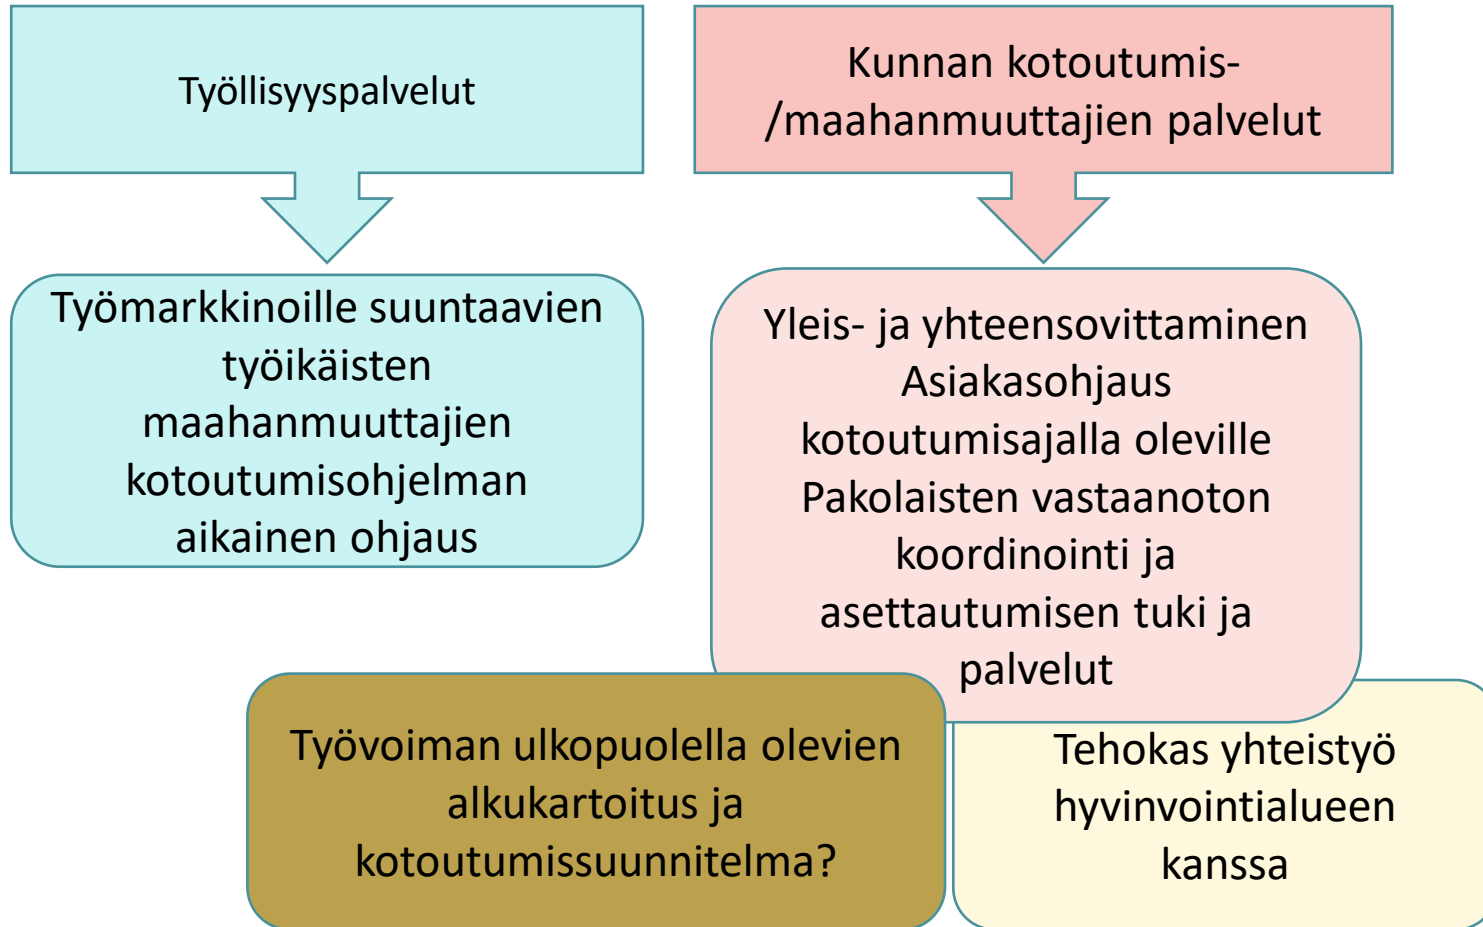 Työllisyyspalvelut
Kunnan kotoutumis-
/maahanmuuttajien palvelut
Työmarkkinoille suuntaavien
työikäisten
maahanmuuttajien
kotoutumisohjelman
aikainen ohjaus
Yleis- ja yhteensovittaminen
Asiakasohjaus
kotoutumisajalla oleville
Pakolaisten vastaanoton
koordinointi ja
asettautumisen tuki ja
palvelut
Työvoiman ulkopuolella olevien
alkukartoitus ja
kotoutumissuunnitelma?
Tehokas yhteistyö
hyvinvointialueen
kanssa